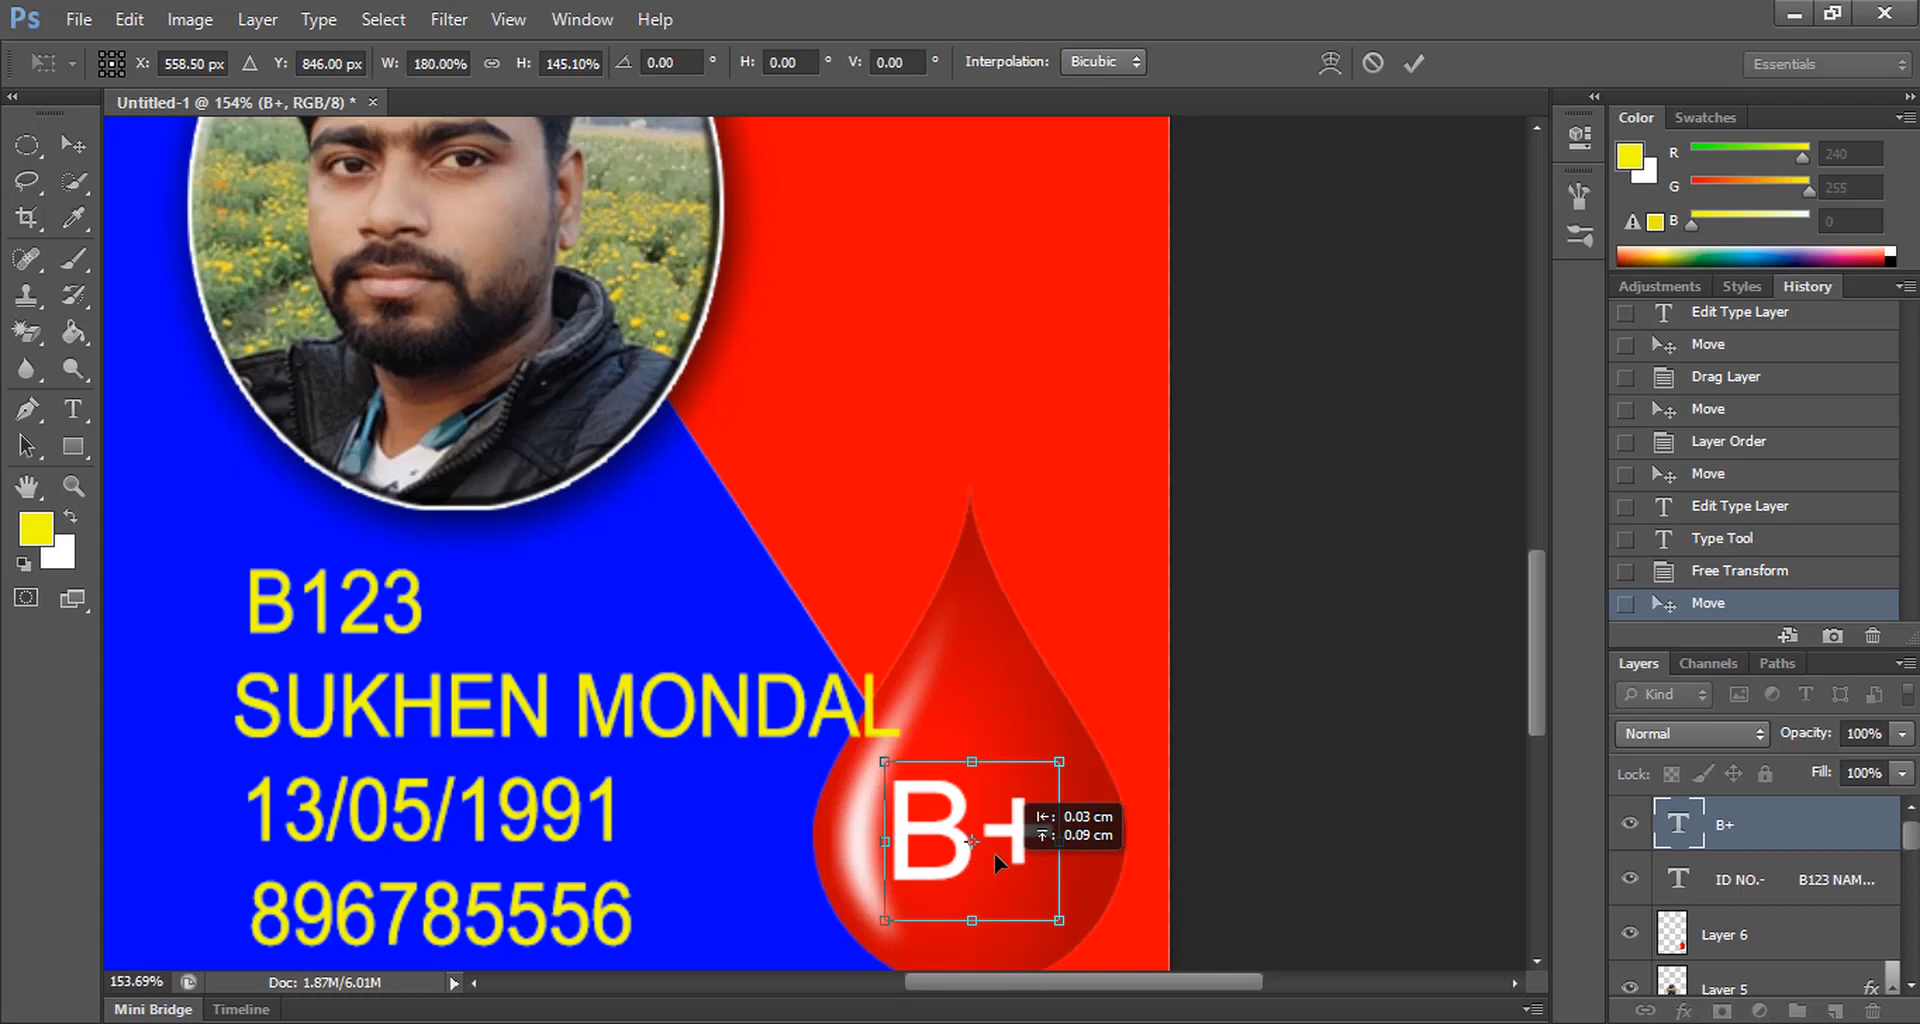 Ps File Edit Image Layer Type Select Filter View Window Help
X: 558.50 px Y: 846.00 px W: 180.00% H: 145.10% 0.00 ° H: 0.00 ° V: 0.00 ° Interpolation: Bicubic Essentials
Untitled-1 @ 154% (B+, RGB/8) *
Color Swatches
R 240
G 255
B 0
Adjustments Styles History
Edit Type Layer
Move
Drag Layer
Move
Layer Order
Move
Edit Type Layer
Type Tool
Free Transform
Move
B123
SUKHEN MONDAL
13/05/1991
896785556
B+
0.03 cm
0.09 cm
Layers Channels Paths
Kind
Normal Opacity: 100%
Lock: Fill: 100%
B+
ID NO.- B123 NAM...
Layer 6
Layer 5 fx
153.69% Doc: 1.87M/6.01M
Mini Bridge Timeline
fx